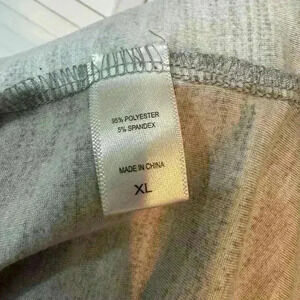 95% POLYESTER
5% SPANDEX
MADE IN CHINA
XL